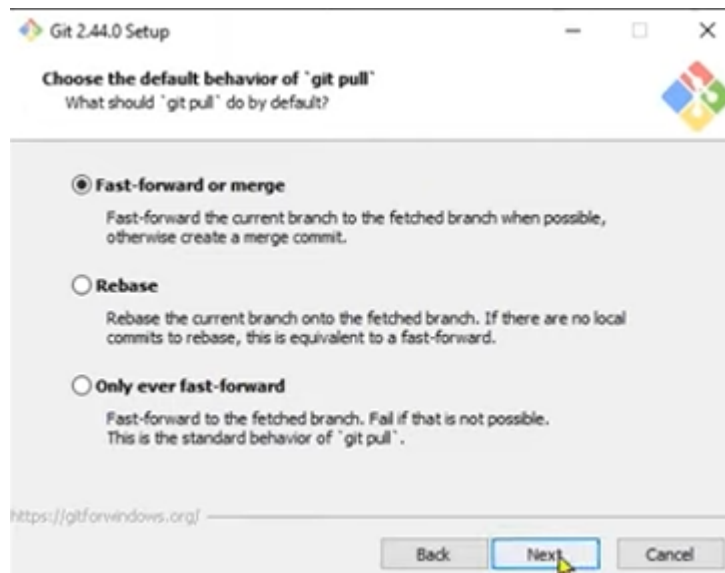 Git 2.44.0 Setup
Choose the default behavior of `git pull`
What should `git pull` do by default?
Fast-forward or merge
Fast-forward the current branch to the fetched branch when possible,
otherwise create a merge commit.
Rebase
Rebase the current branch onto the fetched branch. If there are no local
commits to rebase, this is equivalent to a fast-forward.
Only ever fast-forward
Fast-forward to the fetched branch. Fail if that is not possible.
This is the standard behavior of `git pull`.
https://gitforwindows.org/
Back Next Cancel